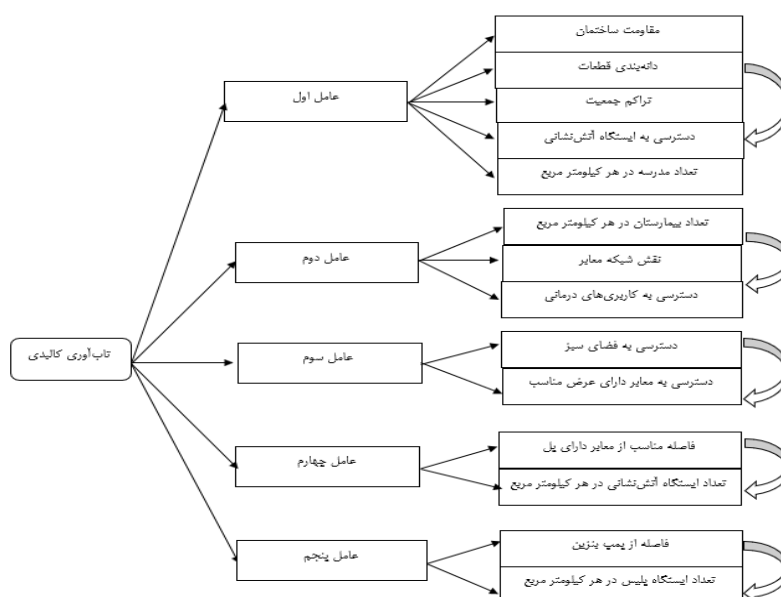 مقاومت ساختمان
دانه‌بندی قطعات
عامل اول
تراکم جمعیت
دسترسی به ایستگاه آتش‌نشانی
تعداد مدرسه در هر کیلومتر مربع
تعداد بیمارستان در هر کیلومتر مربع
عامل دوم
نقش شبکه معابر
دسترسی به کاربری‌های درمانی
تاب‌آوری کالبدی
عامل سوم
دسترسی به فضای سبز
دسترسی به معابر دارای عرض مناسب
عامل چهارم
فاصله مناسب از معابر دارای پل
تعداد ایستگاه آتش‌نشانی در هر کیلومتر مربع
عامل پنجم
فاصله از پمپ بنزین
تعداد ایستگاه پلیس در هر کیلومتر مربع